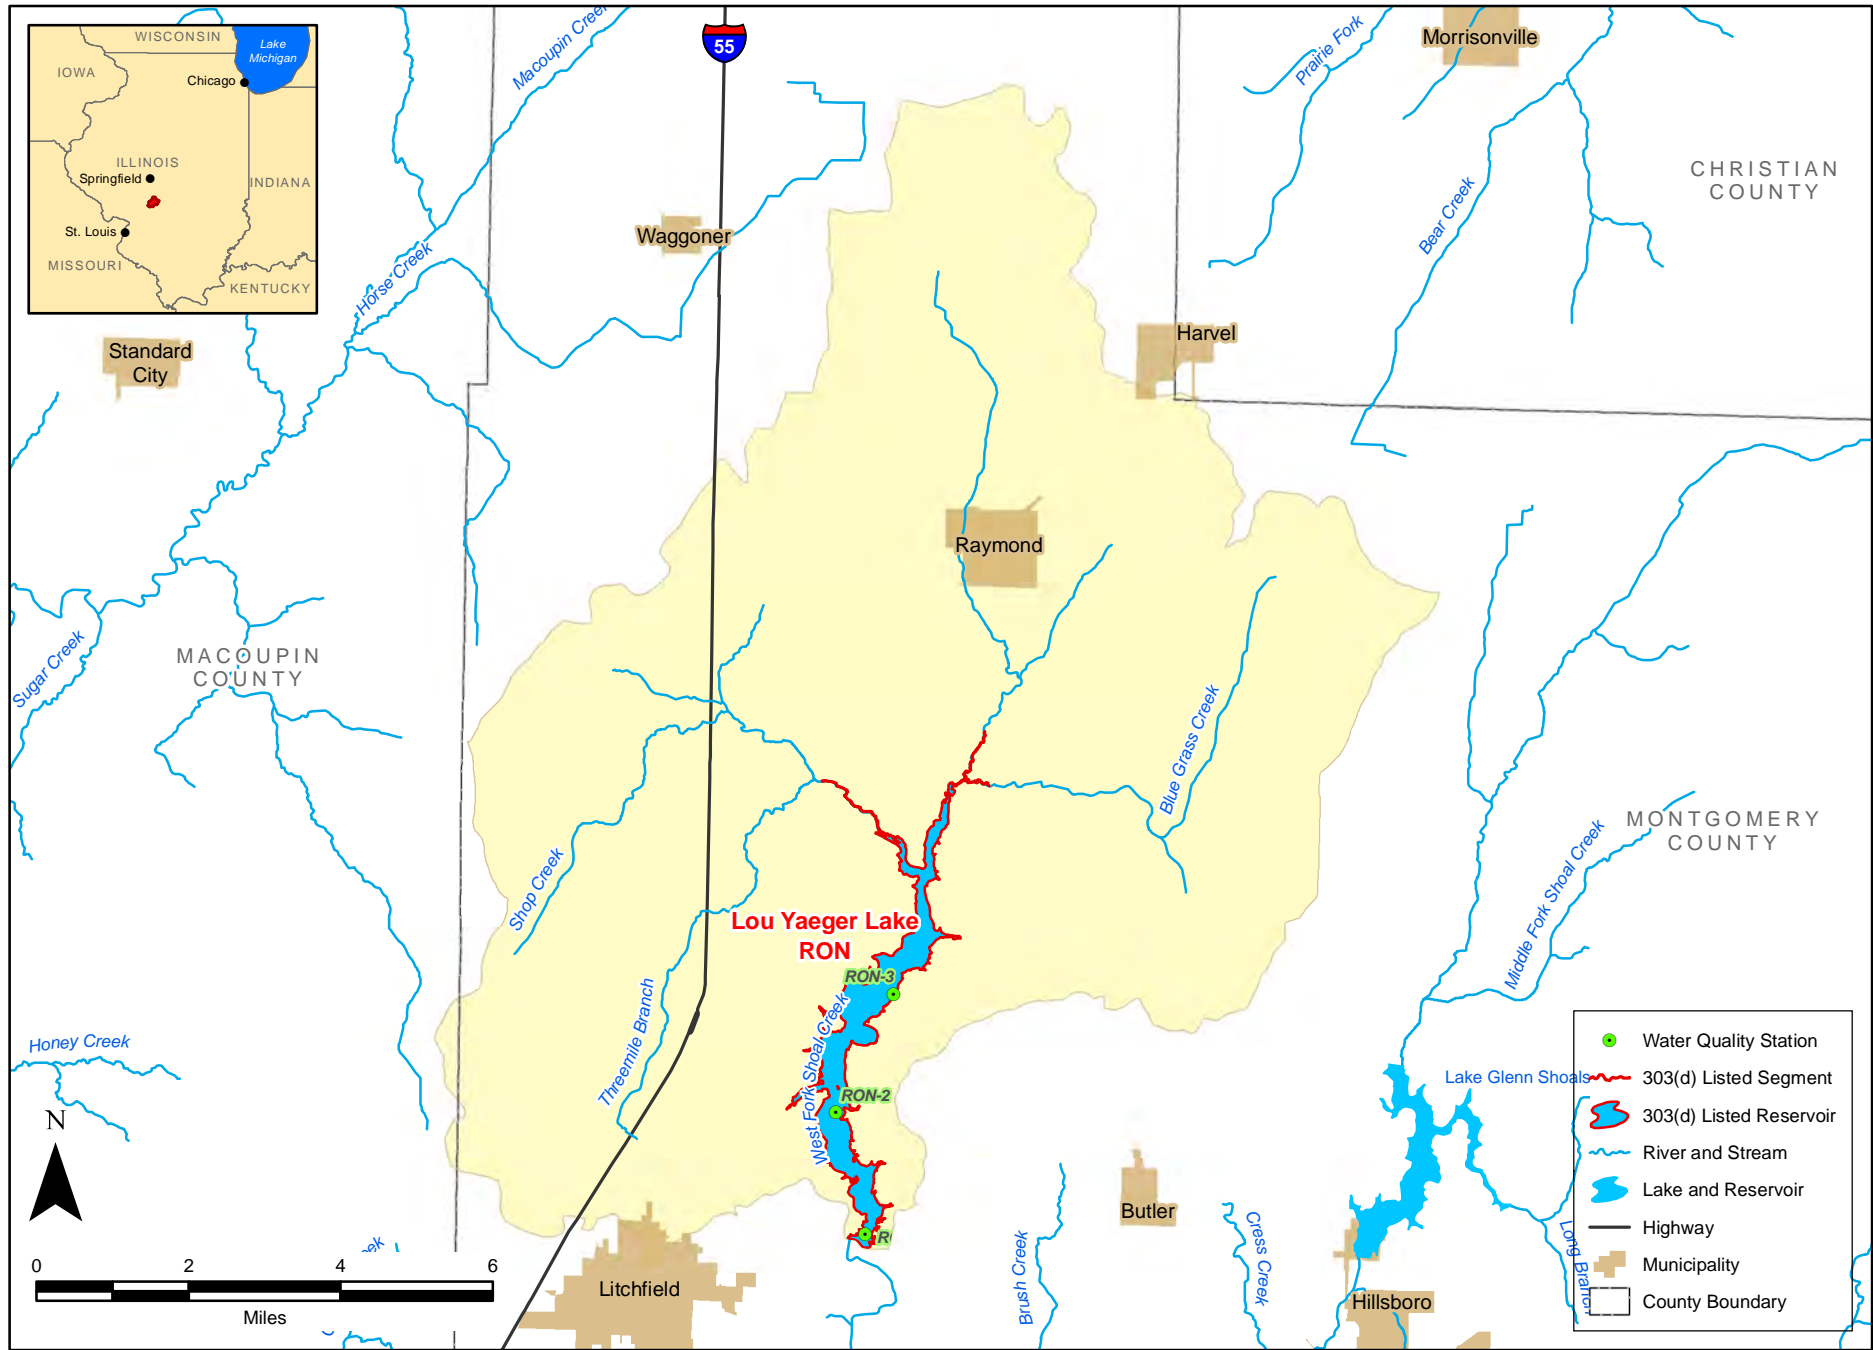 WISCONSIN
Lake
Michigan
IOWA
Chicago
ILLINOIS
Springfield
INDIANA
St. Louis
MISSOURI
KENTUCKY
Macoupin Creek
55
Prairie Fork
Morrisonville
CHRISTIAN
COUNTY
Bear Creek
Waggoner
Horse Creek
Harvel
Standard
City
Raymond
Sugar Creek
MACOUPIN
COUNTY
Blue Grass Creek
MONTGOMERY
COUNTY
Shop Creek
Middle Fork Shoal Creek
Lou Yaeger Lake
RON
RON-3
Threemile Branch
West Fork Shoal Creek
Honey Creek
RON-2
Lake Glenn Shoals
N
Butler
R
Brush Creek
Cress Creek
Long Branch
Litchfield
Hillsboro
eek
0 2 4 6
Miles
Water Quality Station
303(d) Listed Segment
303(d) Listed Reservoir
River and Stream
Lake and Reservoir
Highway
Municipality
County Boundary